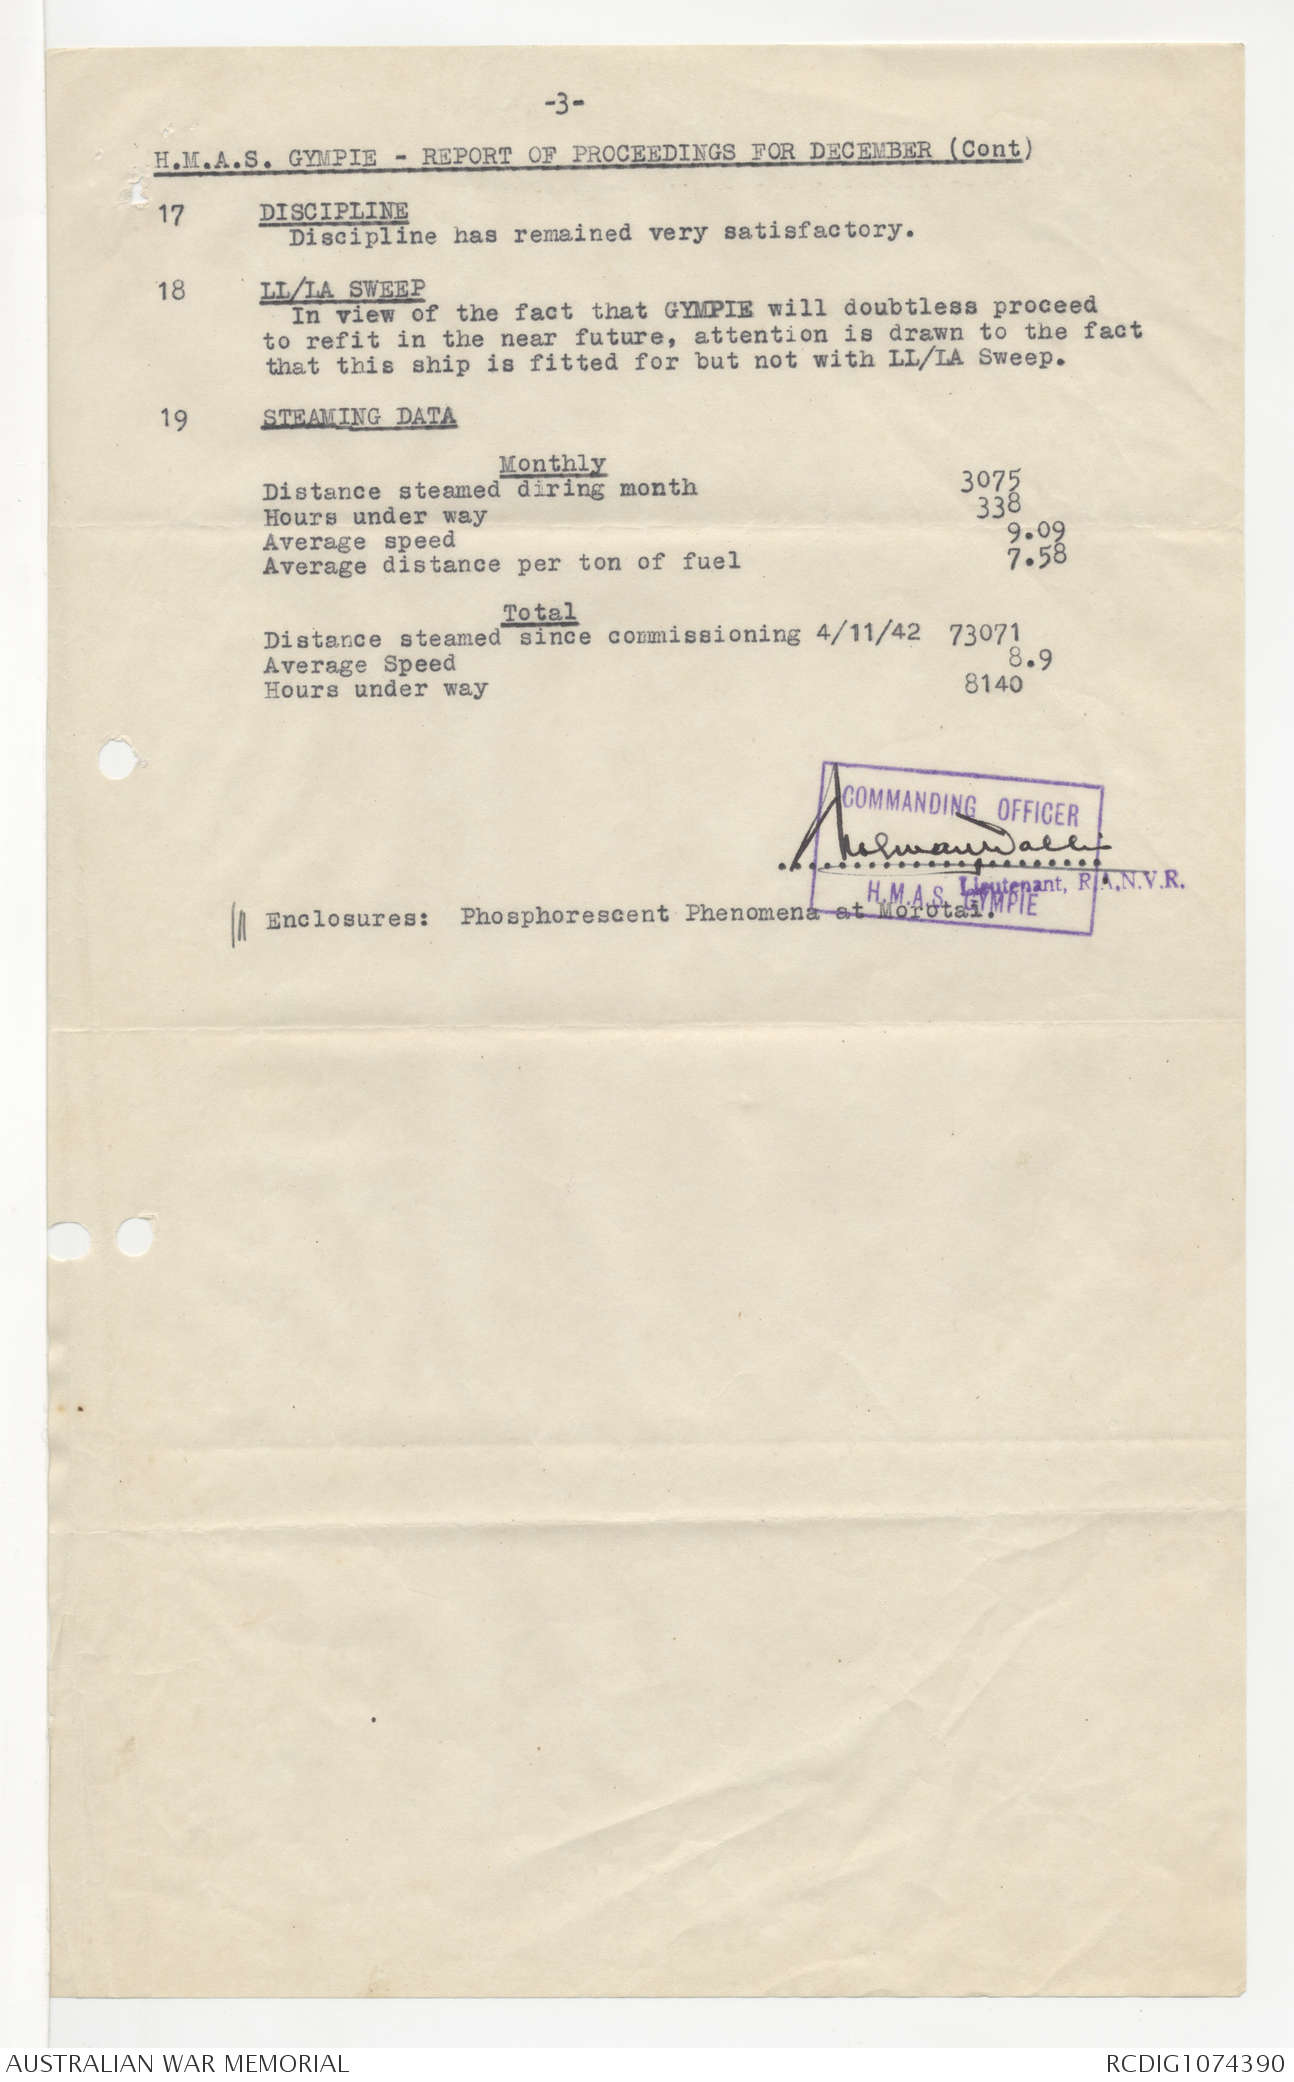 -3-
H.M.A.S. GYMPIE - REPORT OF PROCEEDINGS FOR DECEMBER (Cont)
17 DISCIPLINE
Discipline has remained very satisfactory.
18 LL/LA SWEEP
In view of the fact that GYMPIE will doubtless proceed
to refit in the near future, attention is drawn to the fact
that this ship is fitted for but not with LL/LA Sweep.
19 STEAMING DATA
Monthly
Distance steamed diring month 3075
Hours under way 338
Average speed 9.09
Average distance per ton of fuel 7.58
Total
Distance steamed since commissioning 4/11/42 73071
Average Speed 8.9
Hours under way 8140
COMMANDING OFFICER
Lieutenant, R.A.N.V.R.
H.M.A.S. GYMPIE
Enclosures: Phosphorescent Phenomena at Morotai.
AUSTRALIAN WAR MEMORIAL RCDIG1074390